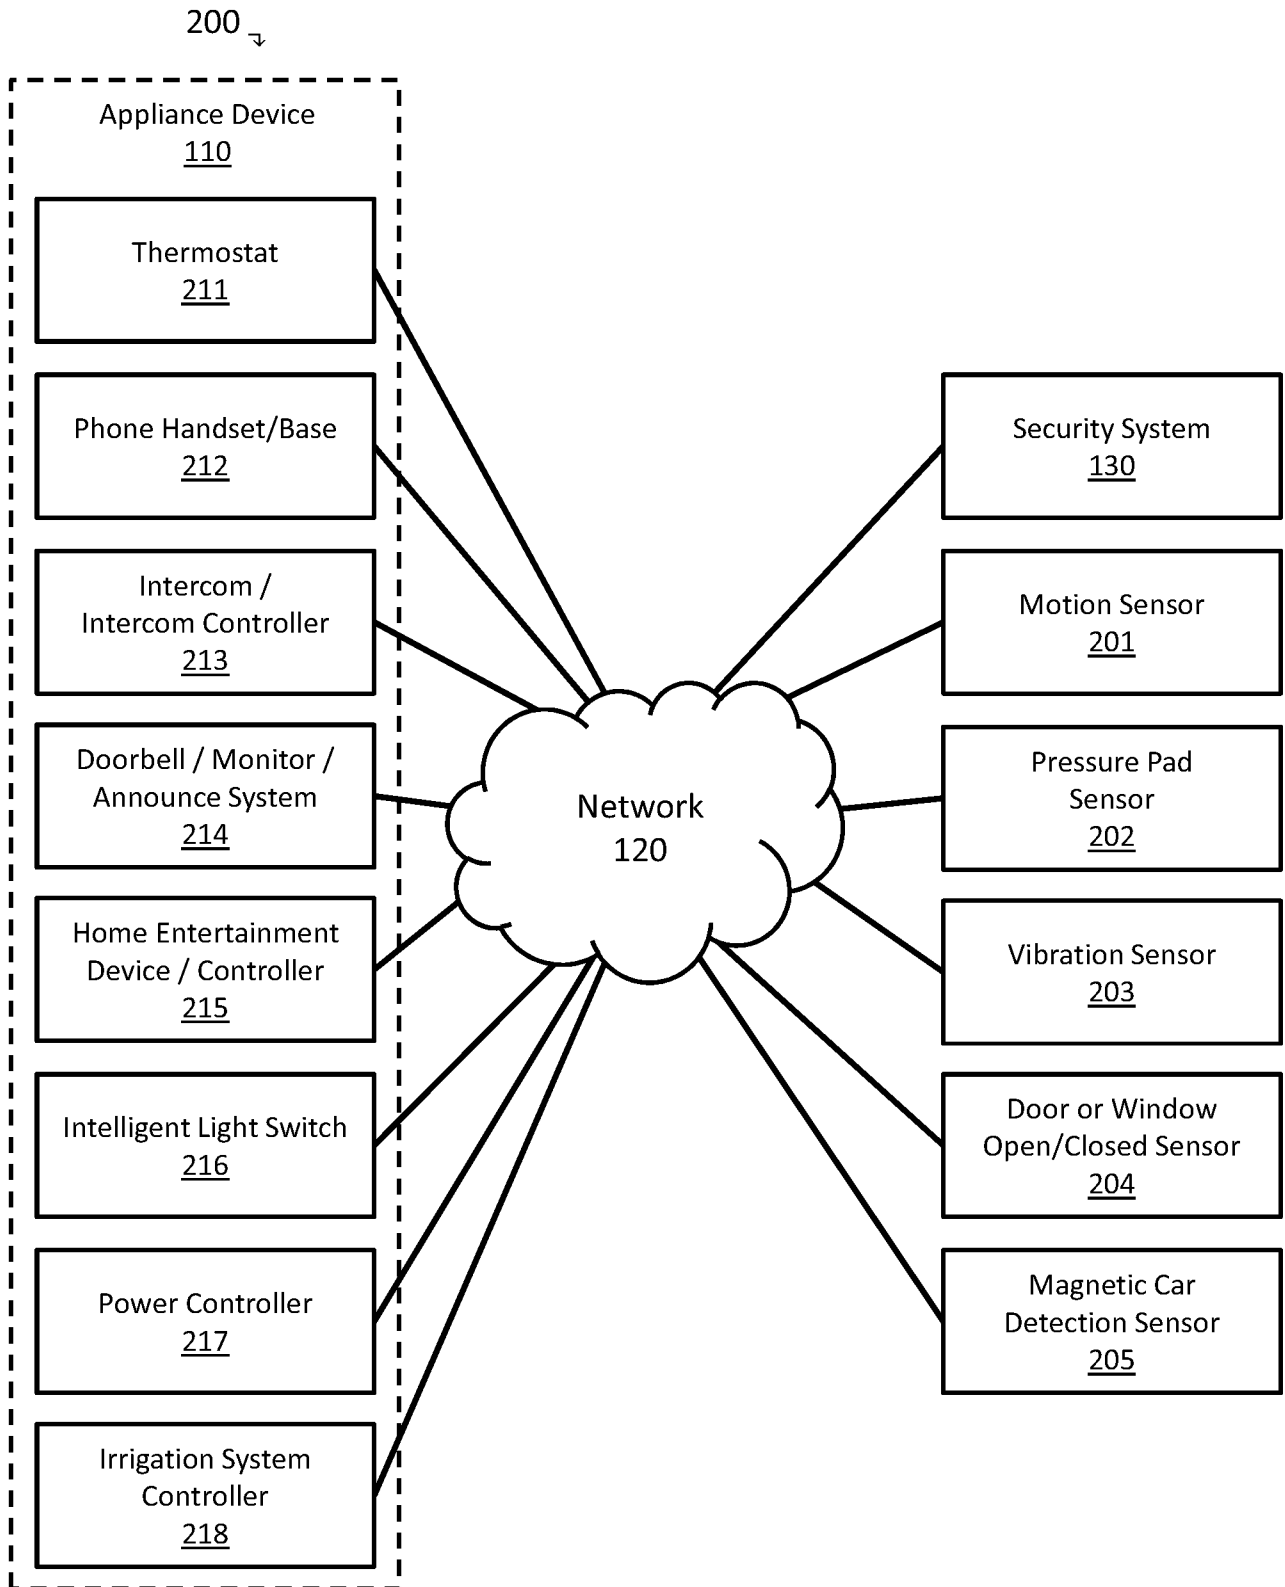 200
Appliance Device
110
Thermostat
211
Phone Handset/Base
212
Intercom /
Intercom Controller
213
Doorbell / Monitor /
Announce System
214
Home Entertainment
Device / Controller
215
Intelligent Light Switch
216
Power Controller
217
Irrigation System
Controller
218
Network
120
Security System
130
Motion Sensor
201
Pressure Pad
Sensor
202
Vibration Sensor
203
Door or Window
Open/Closed Sensor
204
Magnetic Car
Detection Sensor
205